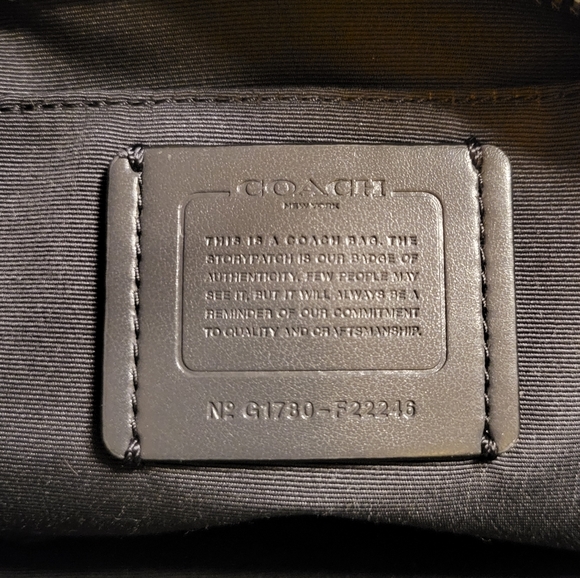 COACH
NEW YORK
THIS IS A COACH BAG. THE
STORYPATCH IS OUR BADGE OF
AUTHENTICITY. FEW PEOPLE MAY
SEE IT, BUT IT WILL ALWAYS BE A
REMINDER OF OUR COMMITMENT
TO QUALITY AND CRAFTSMANSHIP.
Nº G1780-F22246